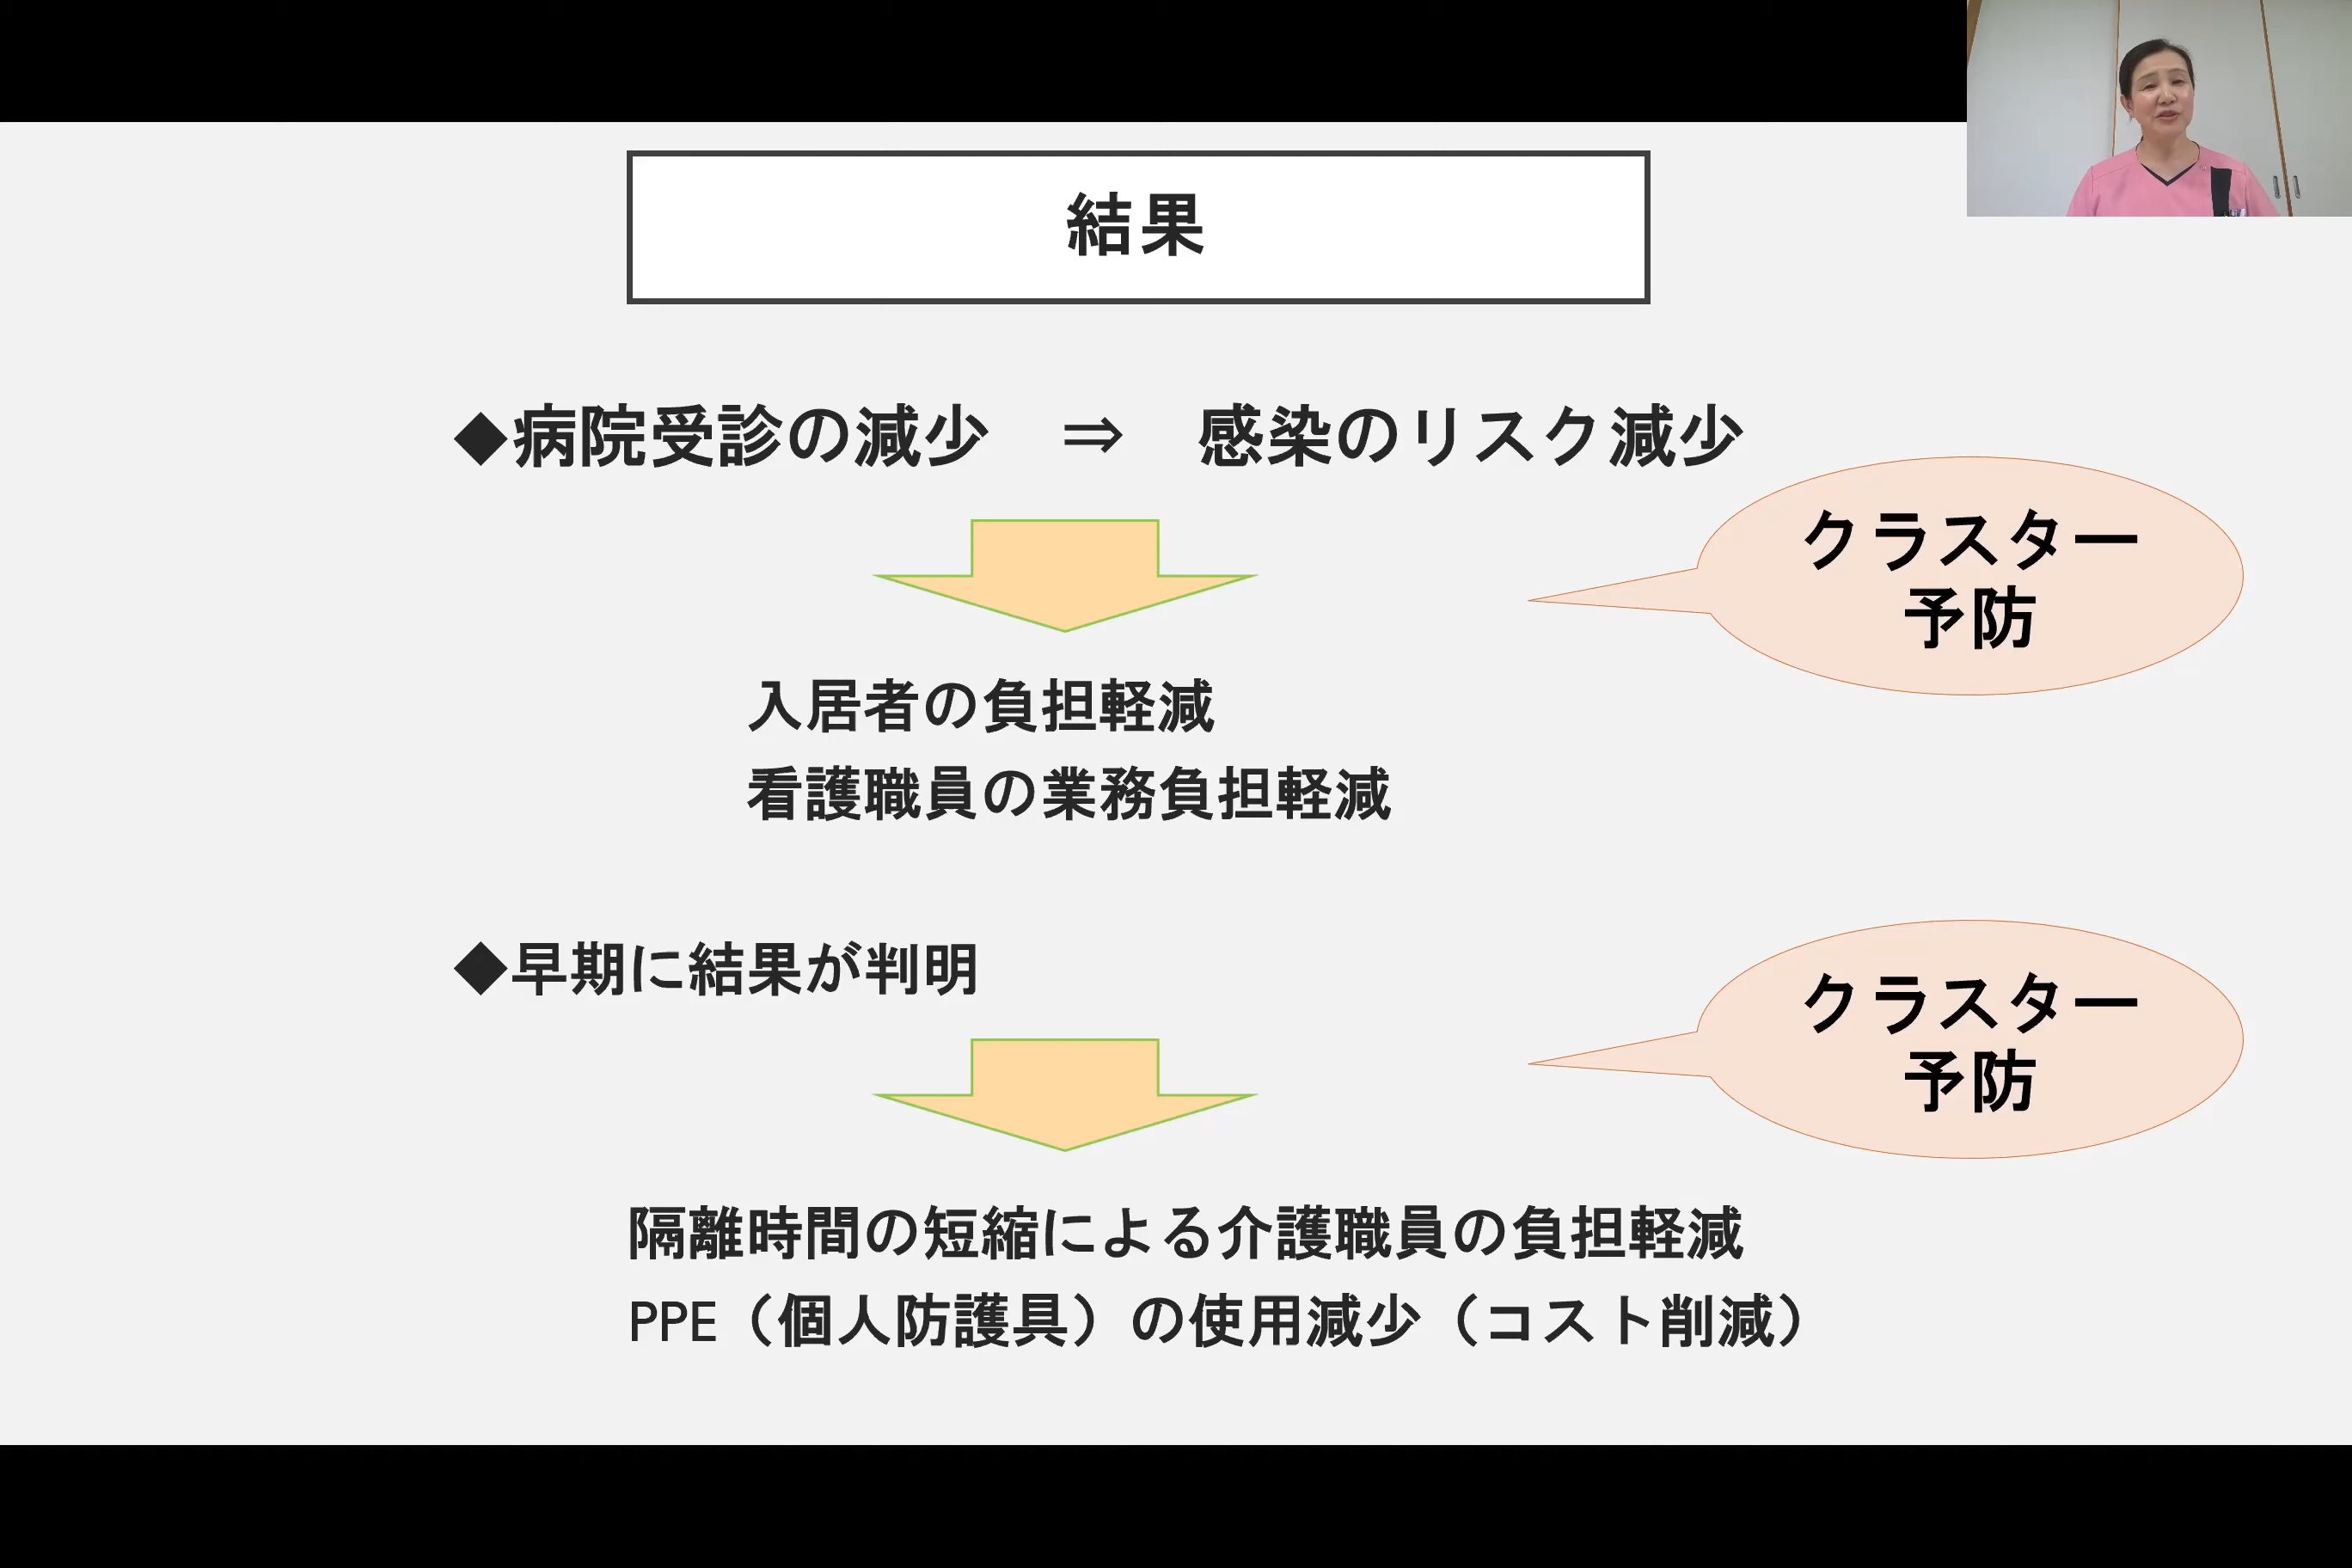 結果
◆病院受診の減少　⇒　感染のリスク減少
クラスター
予防
入居者の負担軽減
看護職員の業務負担軽減
◆早期に結果が判明
クラスター
予防
隔離時間の短縮による介護職員の負担軽減
PPE（個人防護具）の使用減少（コスト削減）